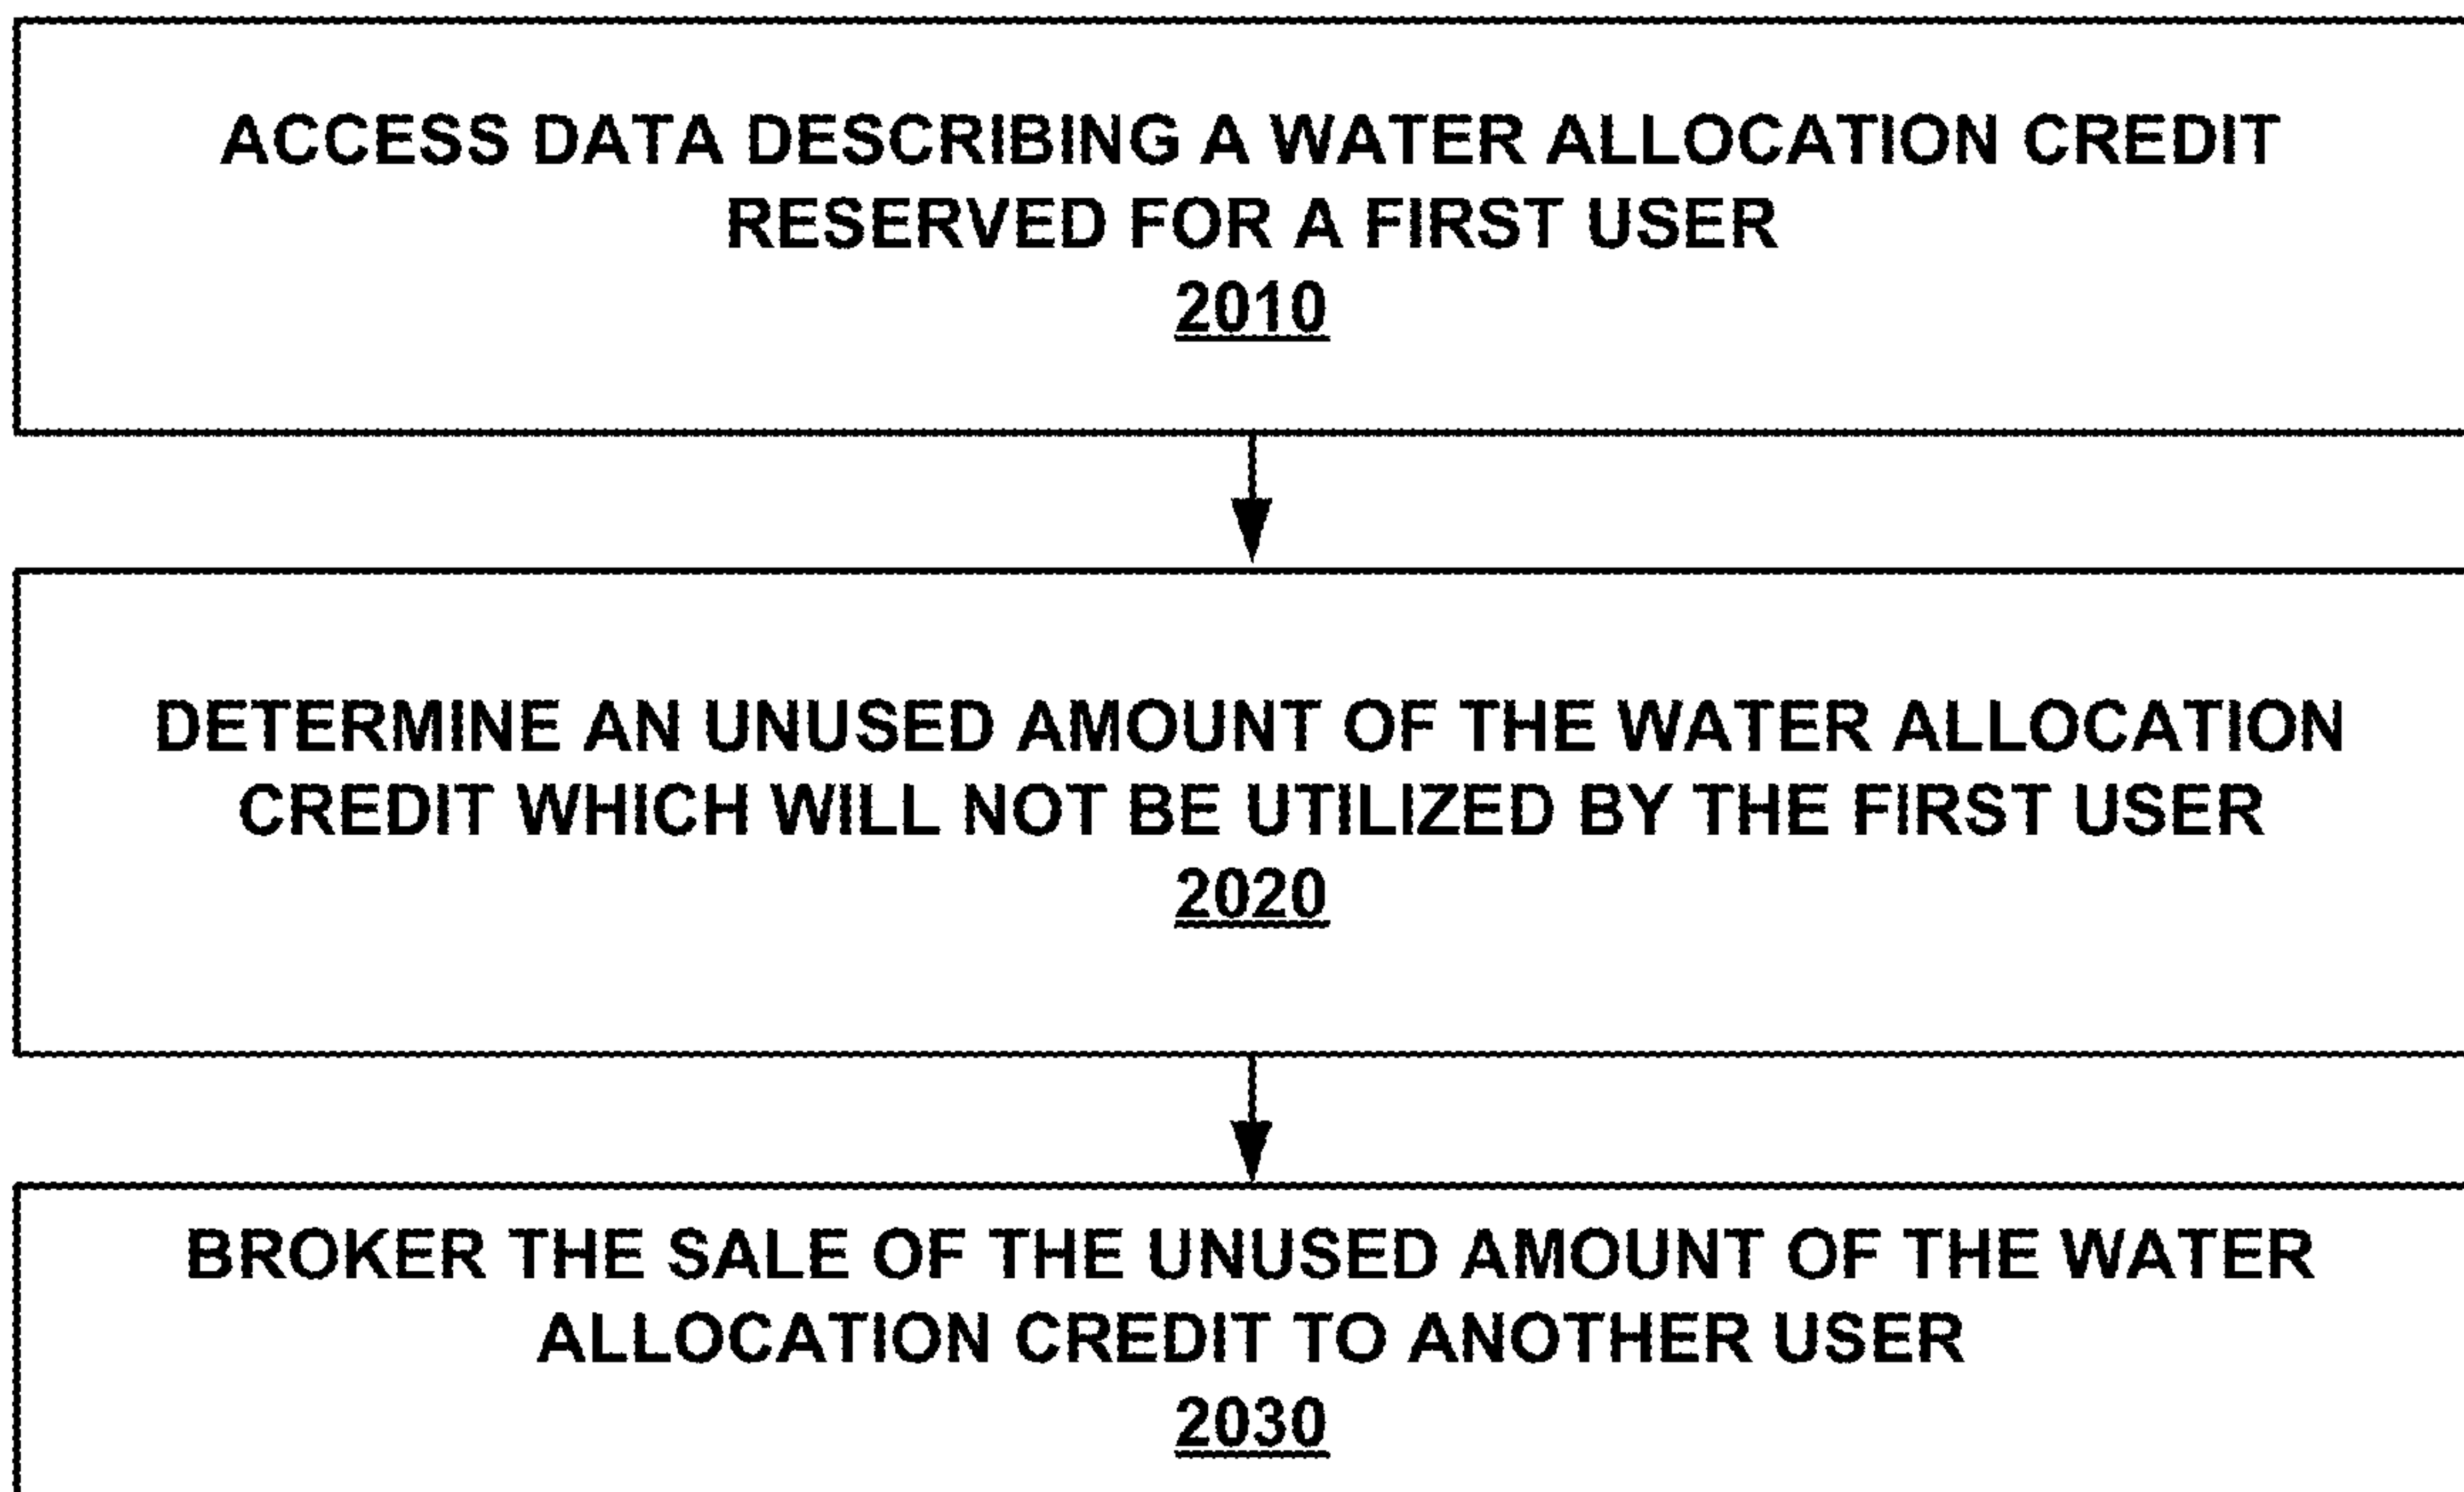 ACCESS DATA DESCRIBING A WATER ALLOCATION CREDIT
RESERVED FOR A FIRST USER
2010
DETERMINE AN UNUSED AMOUNT OF THE WATER ALLOCATION
CREDIT WHICH WILL NOT BE UTILIZED BY THE FIRST USER
2020
BROKER THE SALE OF THE UNUSED AMOUNT OF THE WATER
ALLOCATION CREDIT TO ANOTHER USER
2030